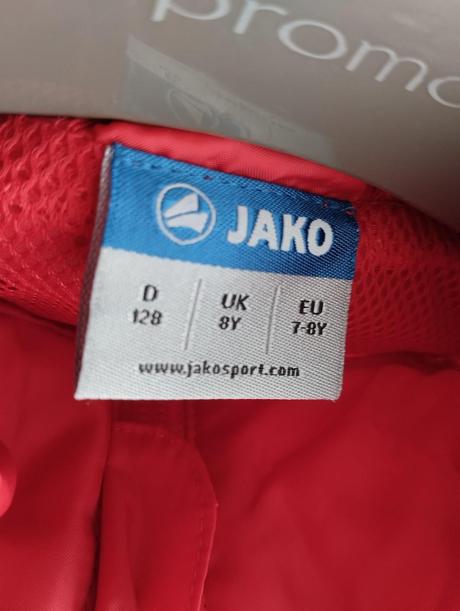 promo
JAKO
D UK EU
128 8Y 7-8Y
www.jakosport.com